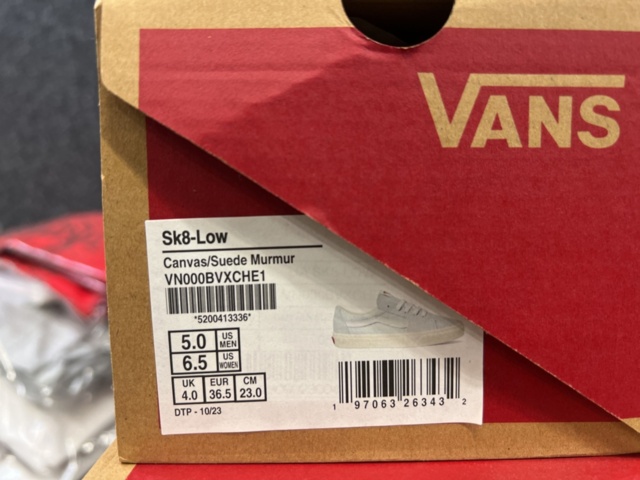 VANS
Sk8-Low
Canvas/Suede Murmur
VN000BVXCHE1
*5200413336*
5.0 US MEN
6.5 US WOMEN
UK EUR CM
4.0 36.5 23.0
DTP - 10/23
1 97063 26343 2